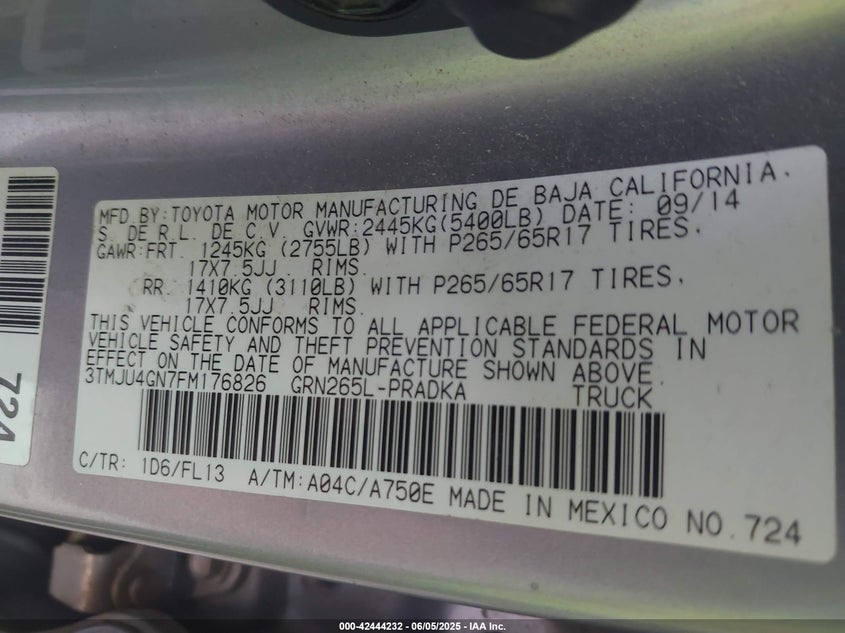 MFD.BY:TOYOTA MOTOR MANUFACTURING DE BAJA CALIFORNIA.
S. DE R.L. DE C.V. GVWR:2445KG(5400LB) DATE: 09/14
GAWR:FRT. 1245KG (2755LB) WITH P265/65R17 TIRES.
17X7.5JJ RIMS.
RR. 1410KG (3110LB) WITH P265/65R17 TIRES.
17X7.5JJ RIMS.
THIS VEHICLE CONFORMS TO ALL APPLICABLE FEDERAL MOTOR
VEHICLE SAFETY AND THEFT PREVENTION STANDARDS IN
EFFECT ON THE DATE OF MANUFACTURE SHOWN ABOVE.
3TMJU4GN7FM176826 GRN265L-PRADKA TRUCK
C/TR: 1D6/FL13 A/TM:A04C/A750E MADE IN MEXICO NO.724
724
000-42444232 - 06/05/2025 - IAA Inc.